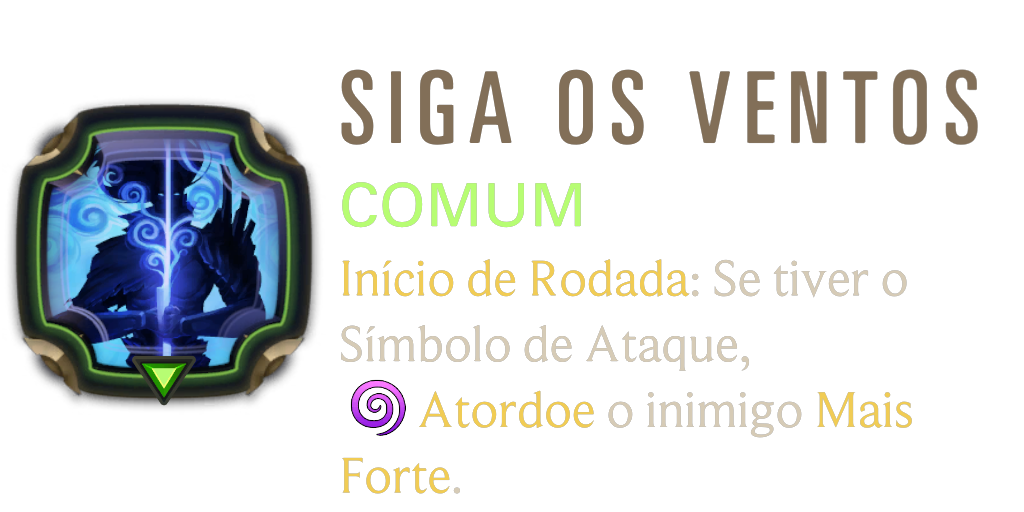 SIGA OS VENTOS
COMUM
Início de Rodada: Se tiver o
Símbolo de Ataque,
Atordoe o inimigo Mais
Forte.